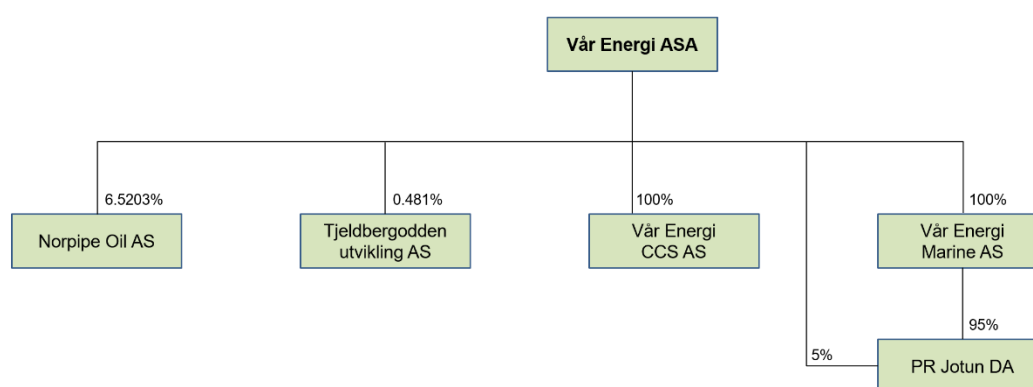 Vår Energi ASA
6.5203%
0.481%
100%
100%
Norpipe Oil AS
Tjeldbergodden
utvikling AS
Vår Energi
CCS AS
Vår Energi
Marine AS
95%
5%
PR Jotun DA